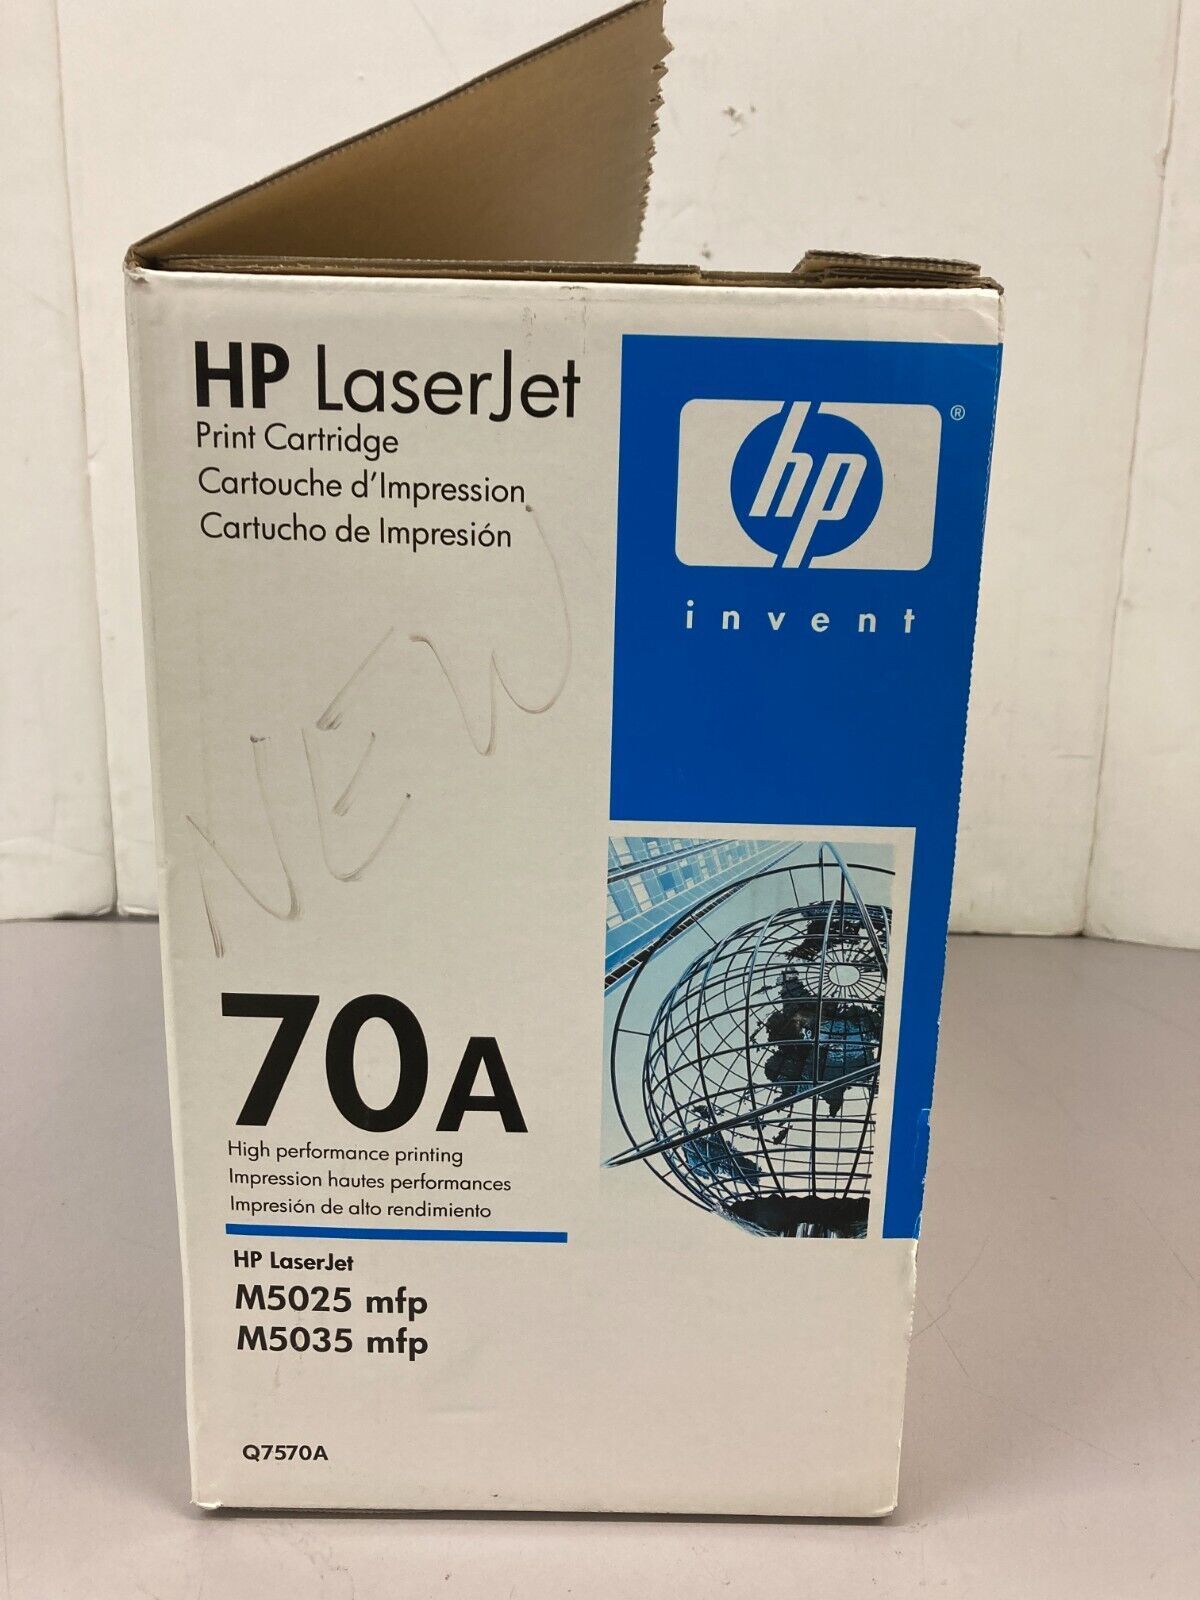 HP LaserJet
Print Cartridge
Cartouche d'Impression
Cartucho de Impresión
hp ®
invent
NEW
70A
High performance printing
Impression hautes performances
Impresión de alto rendimiento
HP LaserJet
M5025 mfp
M5035 mfp
Q7570A